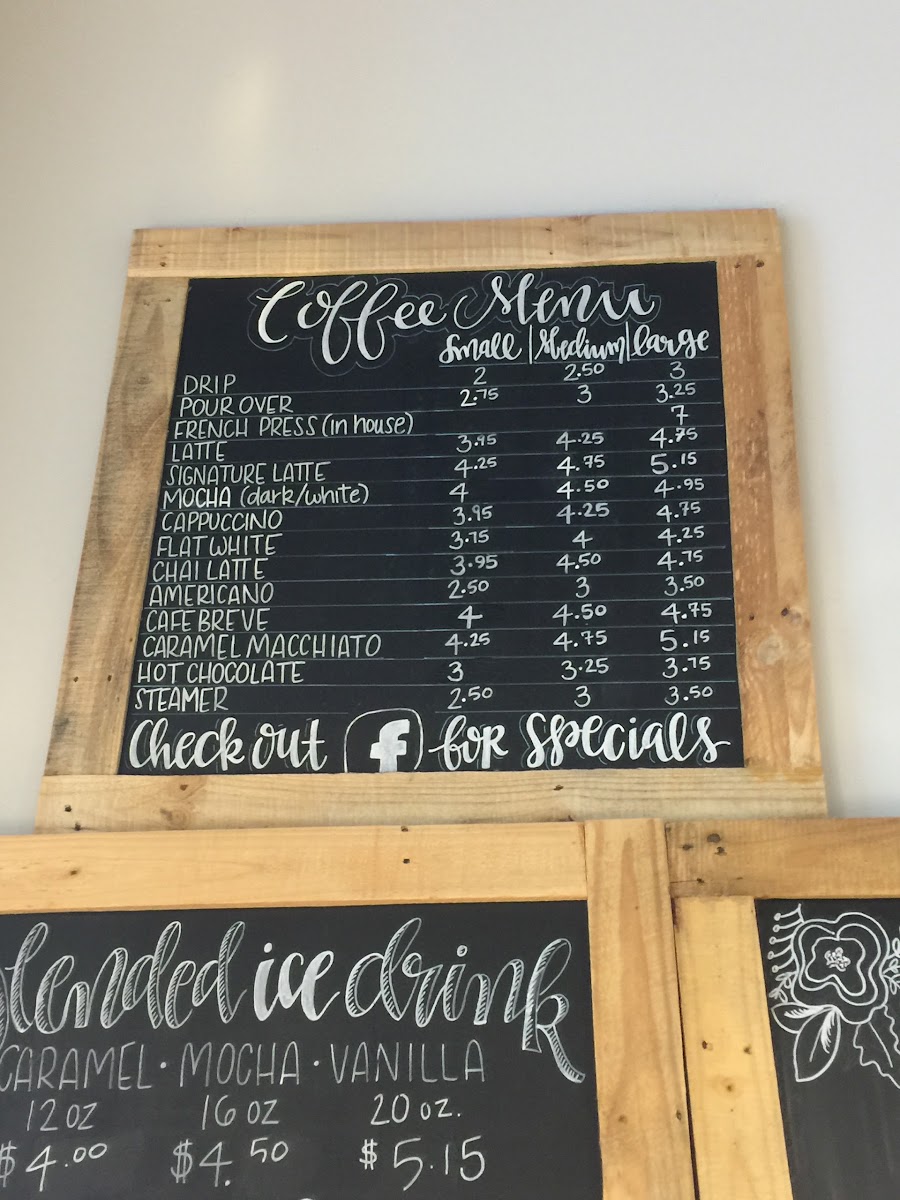 Coffee Menu
Small | Medium | Large
DRIP 2 2.50 3
POUR OVER 2.75 3 3.25
FRENCH PRESS (in house) 7
LATTE 3.95 4.25 4.75
SIGNATURE LATTE 4.25 4.75 5.15
MOCHA (dark/white) 4 4.50 4.95
CAPPUCCINO 3.95 4.25 4.75
FLAT WHITE 3.75 4 4.25
CHAI LATTE 3.95 4.50 4.75
AMERICANO 2.50 3 3.50
CAFE BREVE 4 4.50 4.75
CARAMEL MACCHIATO 4.25 4.75 5.15
HOT CHOCOLATE 3 3.25 3.75
STEAMER 2.50 3 3.50
Check out f for Specials
lended ice drink
CARAMEL · MOCHA · VANILLA
12 oz 16 oz 20 oz.
$4.00 $4.50 $5.15